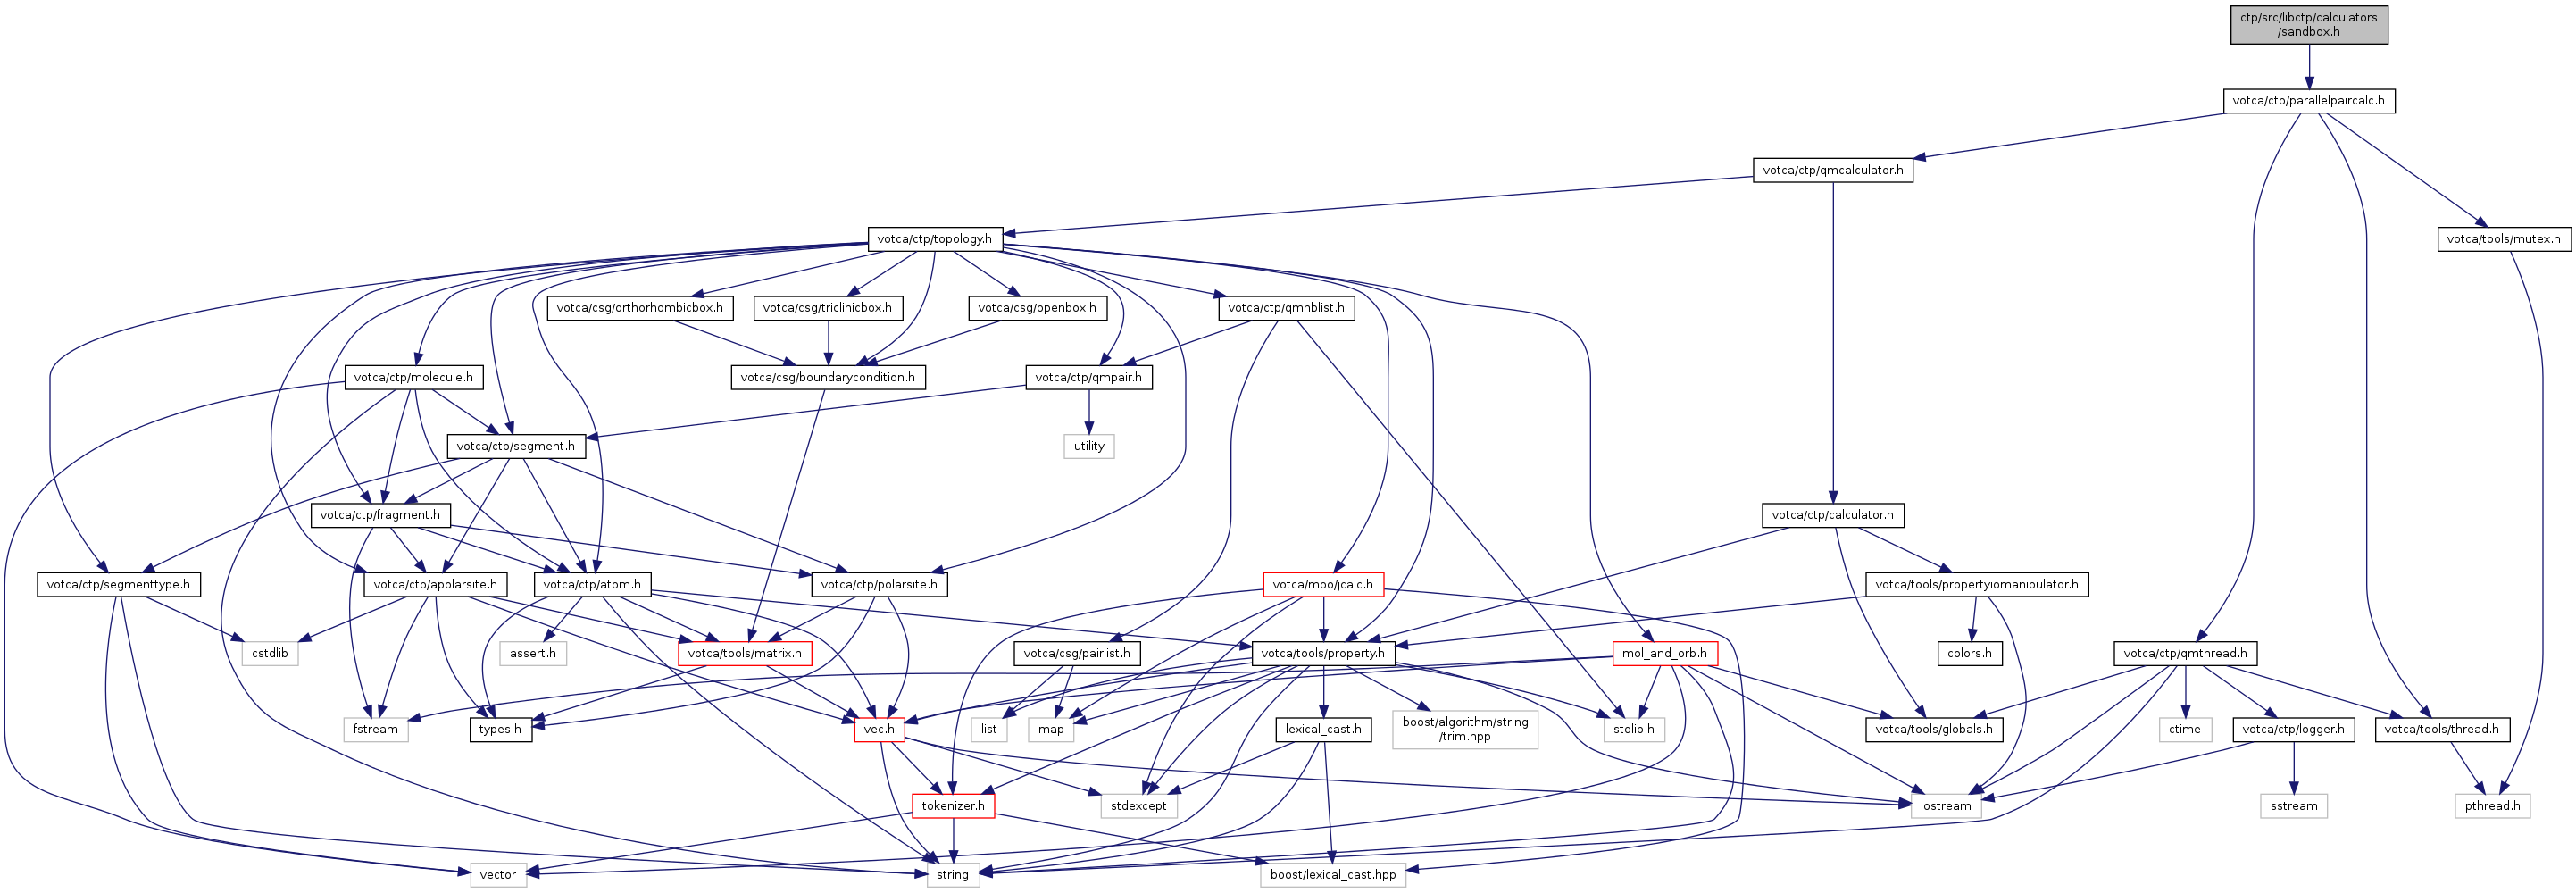 ctp/src/libctp/calculators
/sandbox.h
votca/ctp/parallelpaircalc.h
votca/ctp/qmcalculator.h
votca/ctp/topology.h
votca/tools/mutex.h
votca/csg/orthorhombicbox.h
votca/csg/triclinicbox.h
votca/csg/openbox.h
votca/ctp/qmnblist.h
votca/ctp/molecule.h
votca/csg/boundarycondition.h
votca/ctp/qmpair.h
votca/ctp/segment.h
utility
votca/ctp/fragment.h
votca/ctp/calculator.h
votca/ctp/segmenttype.h
votca/ctp/apolarsite.h
votca/ctp/atom.h
votca/ctp/polarsite.h
votca/moo/jcalc.h
votca/tools/propertyiomanipulator.h
cstdlib
assert.h
votca/tools/matrix.h
votca/csg/pairlist.h
votca/tools/property.h
mol_and_orb.h
colors.h
votca/ctp/qmthread.h
fstream
types.h
vec.h
list
map
lexical_cast.h
boost/algorithm/string
/trim.hpp
stdlib.h
votca/tools/globals.h
ctime
votca/ctp/logger.h
votca/tools/thread.h
tokenizer.h
stdexcept
iostream
sstream
pthread.h
vector
string
boost/lexical_cast.hpp